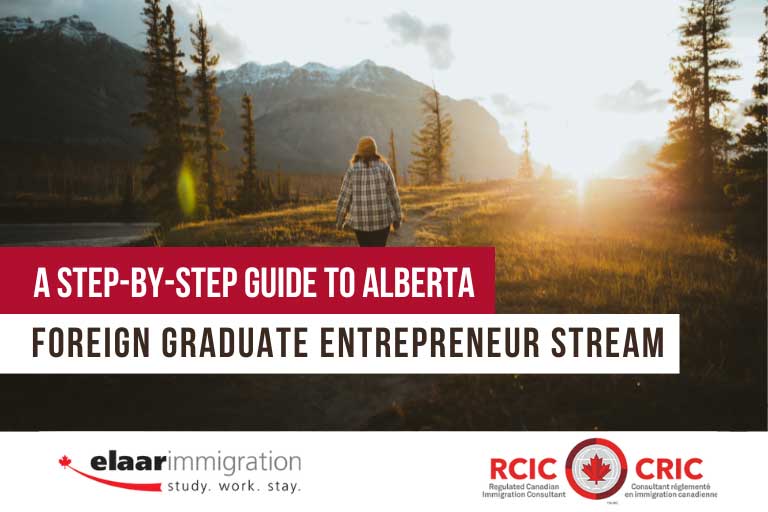 A STEP-BY-STEP GUIDE TO ALBERTA
FOREIGN GRADUATE ENTREPRENEUR STREAM
elaarimmigration
study. work. stay.
RCIC CRIC
Regulated Canadian Consultant réglementé
Immigration Consultant en immigration canadienne